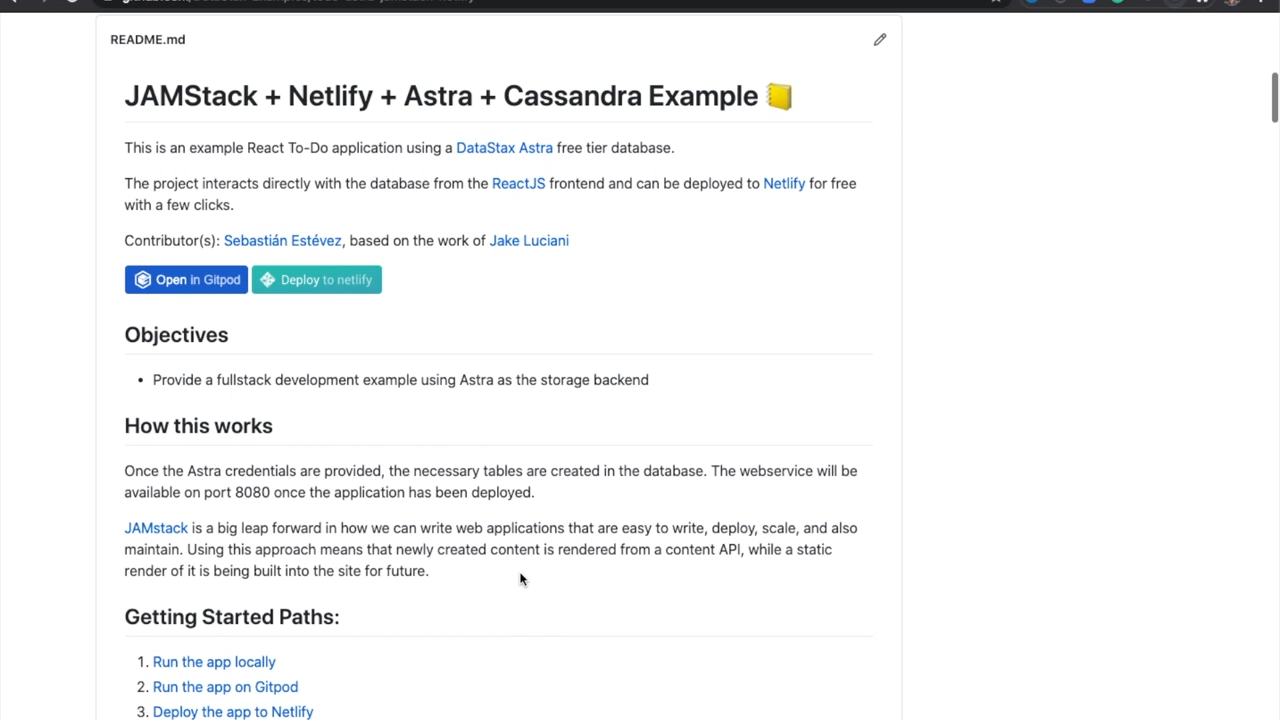 README.md
JAMStack + Netlify + Astra + Cassandra Example
This is an example React To-Do application using a DataStax Astra free tier database.
The project interacts directly with the database from the ReactJS frontend and can be deployed to Netlify for free
with a few clicks.
Contributor(s): Sebastián Estévez, based on the work of Jake Luciani
Open in Gitpod
Deploy to netlify
Objectives
• Provide a fullstack development example using Astra as the storage backend
How this works
Once the Astra credentials are provided, the necessary tables are created in the database. The webservice will be
available on port 8080 once the application has been deployed.
JAMstack is a big leap forward in how we can write web applications that are easy to write, deploy, scale, and also
maintain. Using this approach means that newly created content is rendered from a content API, while a static
render of it is being built into the site for future.
Getting Started Paths:
1. Run the app locally
2. Run the app on Gitpod
3. Deploy the app to Netlify